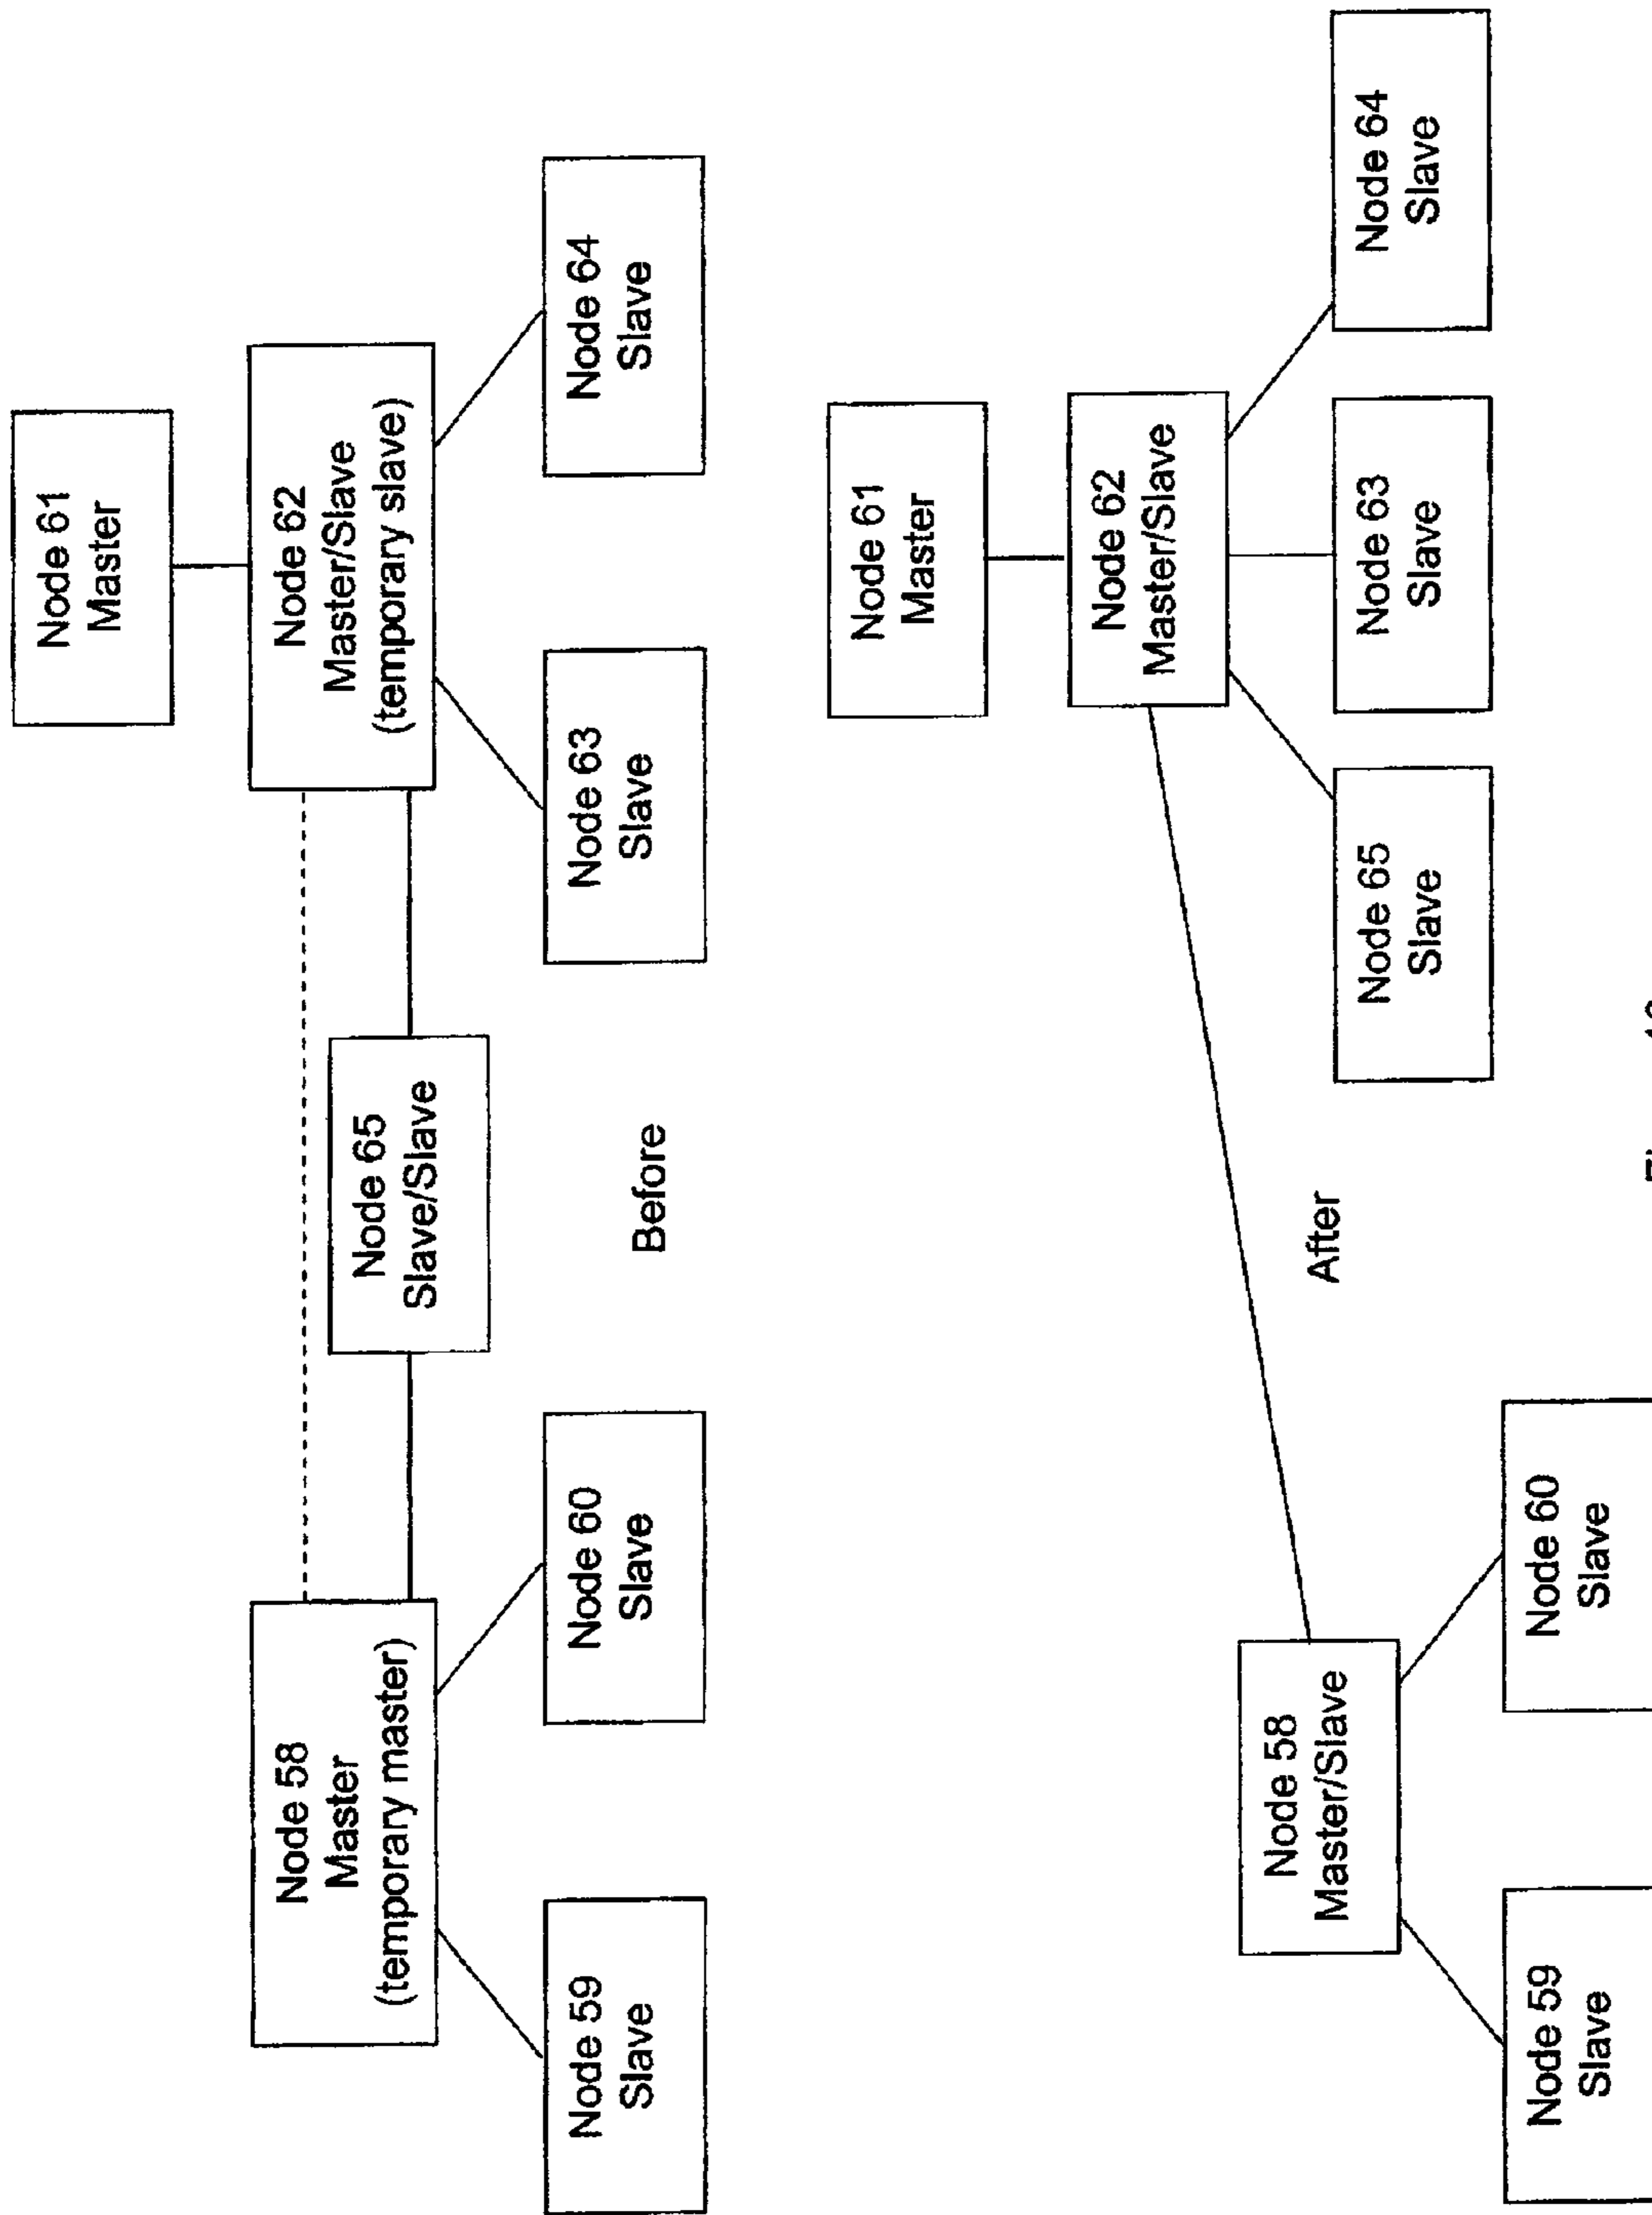 Node 61
Master
Node 58
Master
(temporary master)
Node 62
Master/Slave
(temporary slave)
Node 65
Slave/Slave
Node 59
Slave
Node 60
Slave
Node 63
Slave
Node 64
Slave
Before
Node 61
Master
Node 62
Master/Slave
Node 58
Master/Slave
After
Node 65
Slave
Node 63
Slave
Node 64
Slave
Node 59
Slave
Node 60
Slave